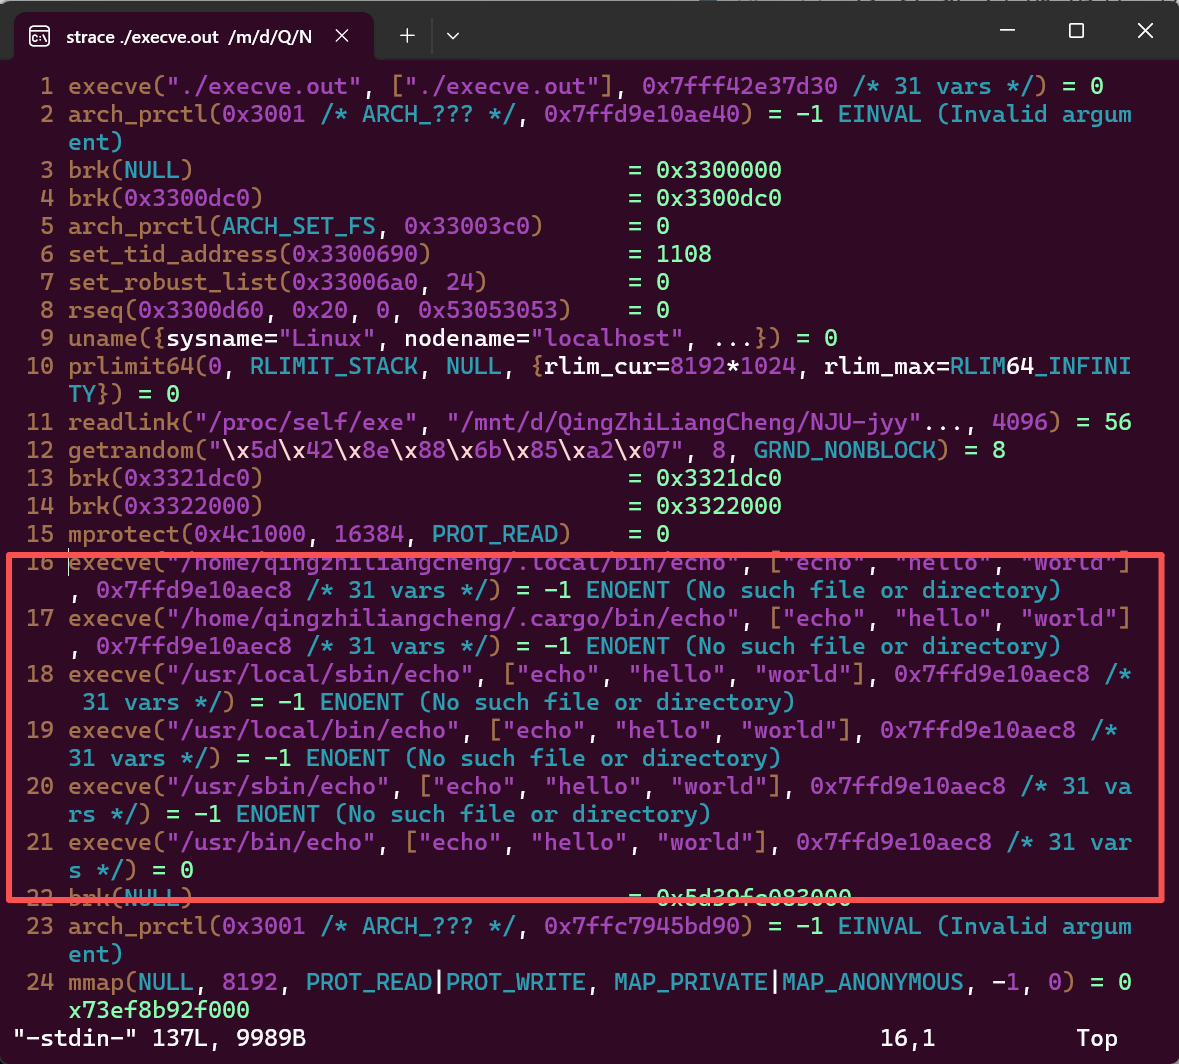 strace ./execve.out  /m/d/Q/N
1 execve("./execve.out", ["./execve.out"], 0x7fff42e37d30 /* 31 vars */) = 0
2 arch_prctl(0x3001 /* ARCH_??? */, 0x7ffd9e10ae40) = -1 EINVAL (Invalid argum
ent)
3 brk(NULL)                               = 0x3300000
4 brk(0x3300dc0)                          = 0x3300dc0
5 arch_prctl(ARCH_SET_FS, 0x33003c0)      = 0
6 set_tid_address(0x3300690)              = 1108
7 set_robust_list(0x33006a0, 24)          = 0
8 rseq(0x3300d60, 0x20, 0, 0x53053053)    = 0
9 uname({sysname="Linux", nodename="localhost", ...}) = 0
10 prlimit64(0, RLIMIT_STACK, NULL, {rlim_cur=8192*1024, rlim_max=RLIM64_INFINI
TY}) = 0
11 readlink("/proc/self/exe", "/mnt/d/QingZhiLiangCheng/NJU-jyy"..., 4096) = 56
12 getrandom("\x5d\x42\x8e\x88\x6b\x85\xa2\x07", 8, GRND_NONBLOCK) = 8
13 brk(0x3321dc0)                          = 0x3321dc0
14 brk(0x3322000)                          = 0x3322000
15 mprotect(0x4c1000, 16384, PROT_READ)    = 0
16 execve("/home/qingzhiliangcheng/.local/bin/echo", ["echo", "hello", "world"]
, 0x7ffd9e10aec8 /* 31 vars */) = -1 ENOENT (No such file or directory)
17 execve("/home/qingzhiliangcheng/.cargo/bin/echo", ["echo", "hello", "world"]
, 0x7ffd9e10aec8 /* 31 vars */) = -1 ENOENT (No such file or directory)
18 execve("/usr/local/sbin/echo", ["echo", "hello", "world"], 0x7ffd9e10aec8 /*
 31 vars */) = -1 ENOENT (No such file or directory)
19 execve("/usr/local/bin/echo", ["echo", "hello", "world"], 0x7ffd9e10aec8 /*
31 vars */) = -1 ENOENT (No such file or directory)
20 execve("/usr/sbin/echo", ["echo", "hello", "world"], 0x7ffd9e10aec8 /* 31 va
rs */) = -1 ENOENT (No such file or directory)
21 execve("/usr/bin/echo", ["echo", "hello", "world"], 0x7ffd9e10aec8 /* 31 var
s */) = 0
22 brk(NULL)                               = 0x5d39fc083000
23 arch_prctl(0x3001 /* ARCH_??? */, 0x7ffc7945bd90) = -1 EINVAL (Invalid argum
ent)
24 mmap(NULL, 8192, PROT_READ|PROT_WRITE, MAP_PRIVATE|MAP_ANONYMOUS, -1, 0) = 0
x73ef8b92f000
"-stdin-" 137L, 9989B                                         16,1          Top